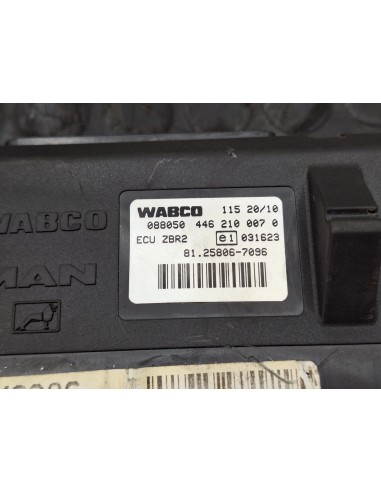 WABCO 115 20/10
088050 446 210 007 0
ECU ZBR2 e1 031623
81.25806-7096
WABCO
MAN